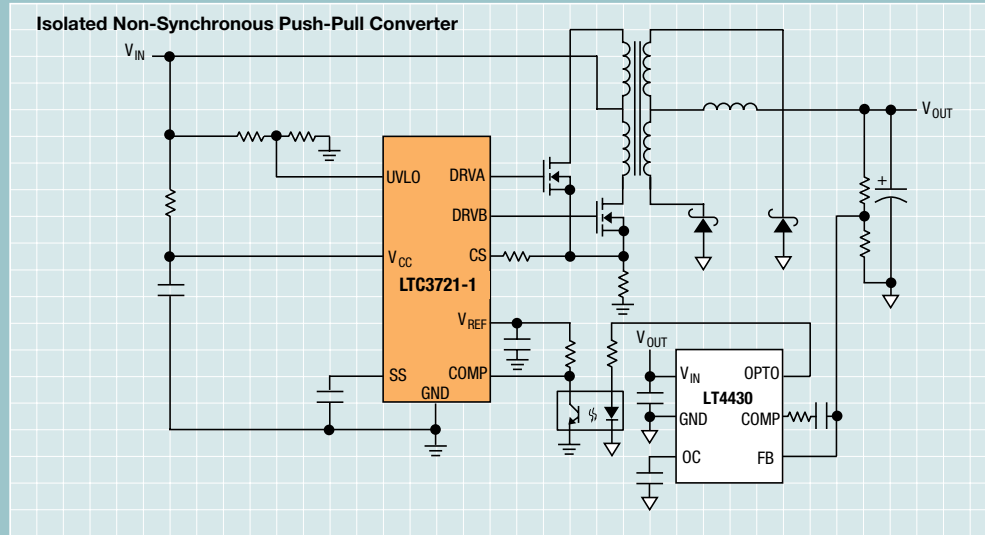 Isolated Non-Synchronous Push-Pull Converter
VIN
VOUT
UVLO
DRVA
DRVB
VCC
CS
LTC3721-1
VREF
SS
COMP
GND
VOUT
VIN
OPTO
LT4430
GND
COMP
OC
FB
+